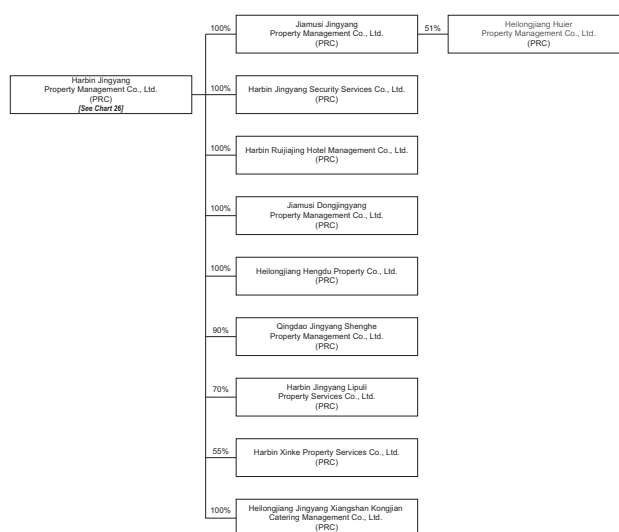 100%
Jiamusi Jingyang
Property Management Co., Ltd.
(PRC)
51%
Heilongjiang Huier
Property Management Co., Ltd.
(PRC)
Harbin Jingyang
Property Management Co., Ltd.
(PRC)
[See Chart 26]
100%
Harbin Jingyang Security Services Co., Ltd.
(PRC)
100%
Harbin Ruijiajing Hotel Management Co., Ltd.
(PRC)
100%
Jiamusi Dongjingyang
Property Management Co., Ltd.
(PRC)
100%
Heilongjiang Hengdu Property Co., Ltd.
(PRC)
90%
Qingdao Jingyang Shenghe
Property Management Co., Ltd.
(PRC)
70%
Harbin Jingyang Lipuli
Property Services Co., Ltd.
(PRC)
55%
Harbin Xinke Property Services Co., Ltd.
(PRC)
100%
Heilongjiang Jingyang Xiangshan Kongjian
Catering Management Co., Ltd.
(PRC)